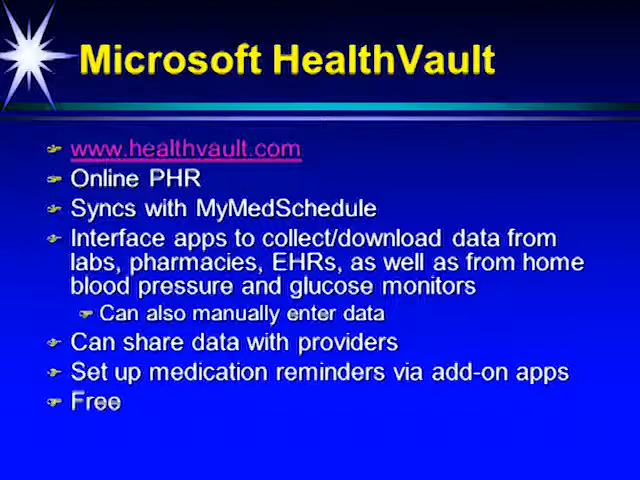 Microsoft HealthVault
www.healthvault.com
Online PHR
Syncs with MyMedSchedule
Interface apps to collect/download data from
labs, pharmacies, EHRs, as well as from home
blood pressure and glucose monitors
Can also manually enter data
Can share data with providers
Set up medication reminders via add-on apps
Free